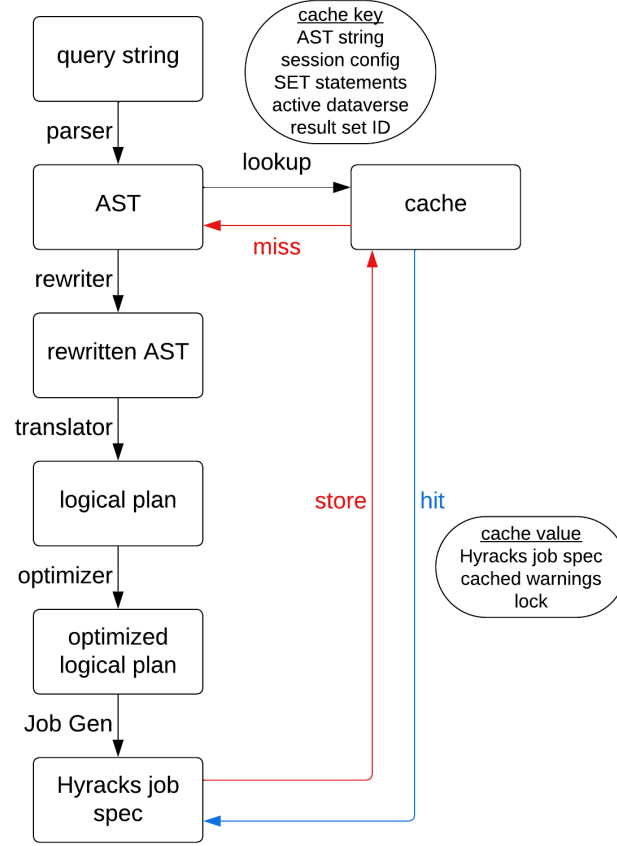 query string
cache key
AST string
session config
SET statements
active dataverse
result set ID
parser
lookup
AST
cache
miss
rewriter
rewritten AST
translator
logical plan
store
hit
cache value
Hyracks job spec
cached warnings
lock
optimizer
optimized
logical plan
Job Gen
Hyracks job
spec